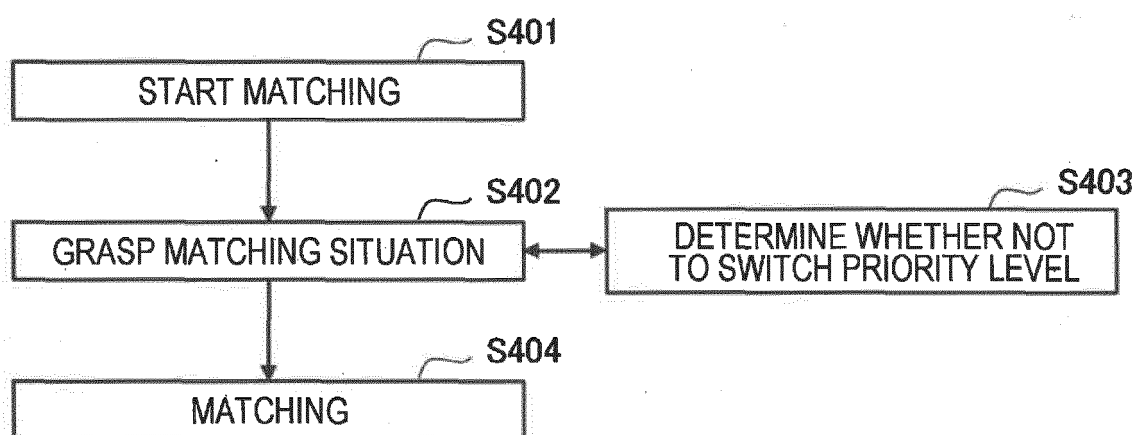 S401
START MATCHING
S402
GRASP MATCHING SITUATION
S403
DETERMINE WHETHER NOT
TO SWITCH PRIORITY LEVEL
S404
MATCHING